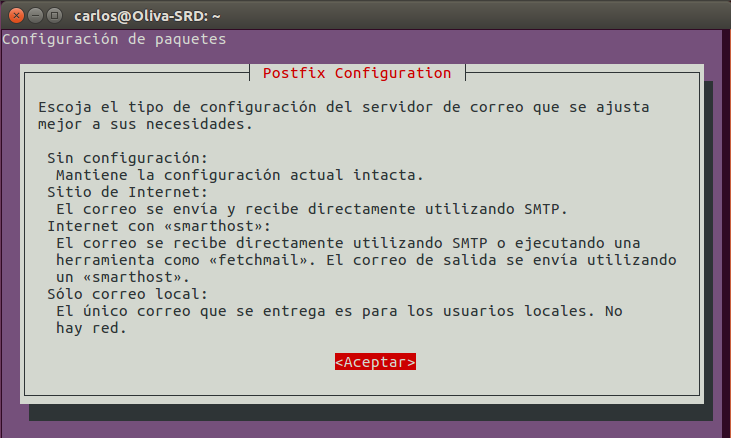 carlos@Oliva-SRD: ~
Configuración de paquetes
Postfix Configuration
Escoja el tipo de configuración del servidor de correo que se ajusta
mejor a sus necesidades.
Sin configuración:
Mantiene la configuración actual intacta.
Sitio de Internet:
El correo se envía y recibe directamente utilizando SMTP.
Internet con «smarthost»:
El correo se recibe directamente utilizando SMTP o ejecutando una
herramienta como «fetchmail». El correo de salida se envía utilizando
un «smarthost».
Sólo correo local:
El único correo que se entrega es para los usuarios locales. No
hay red.
<Aceptar>